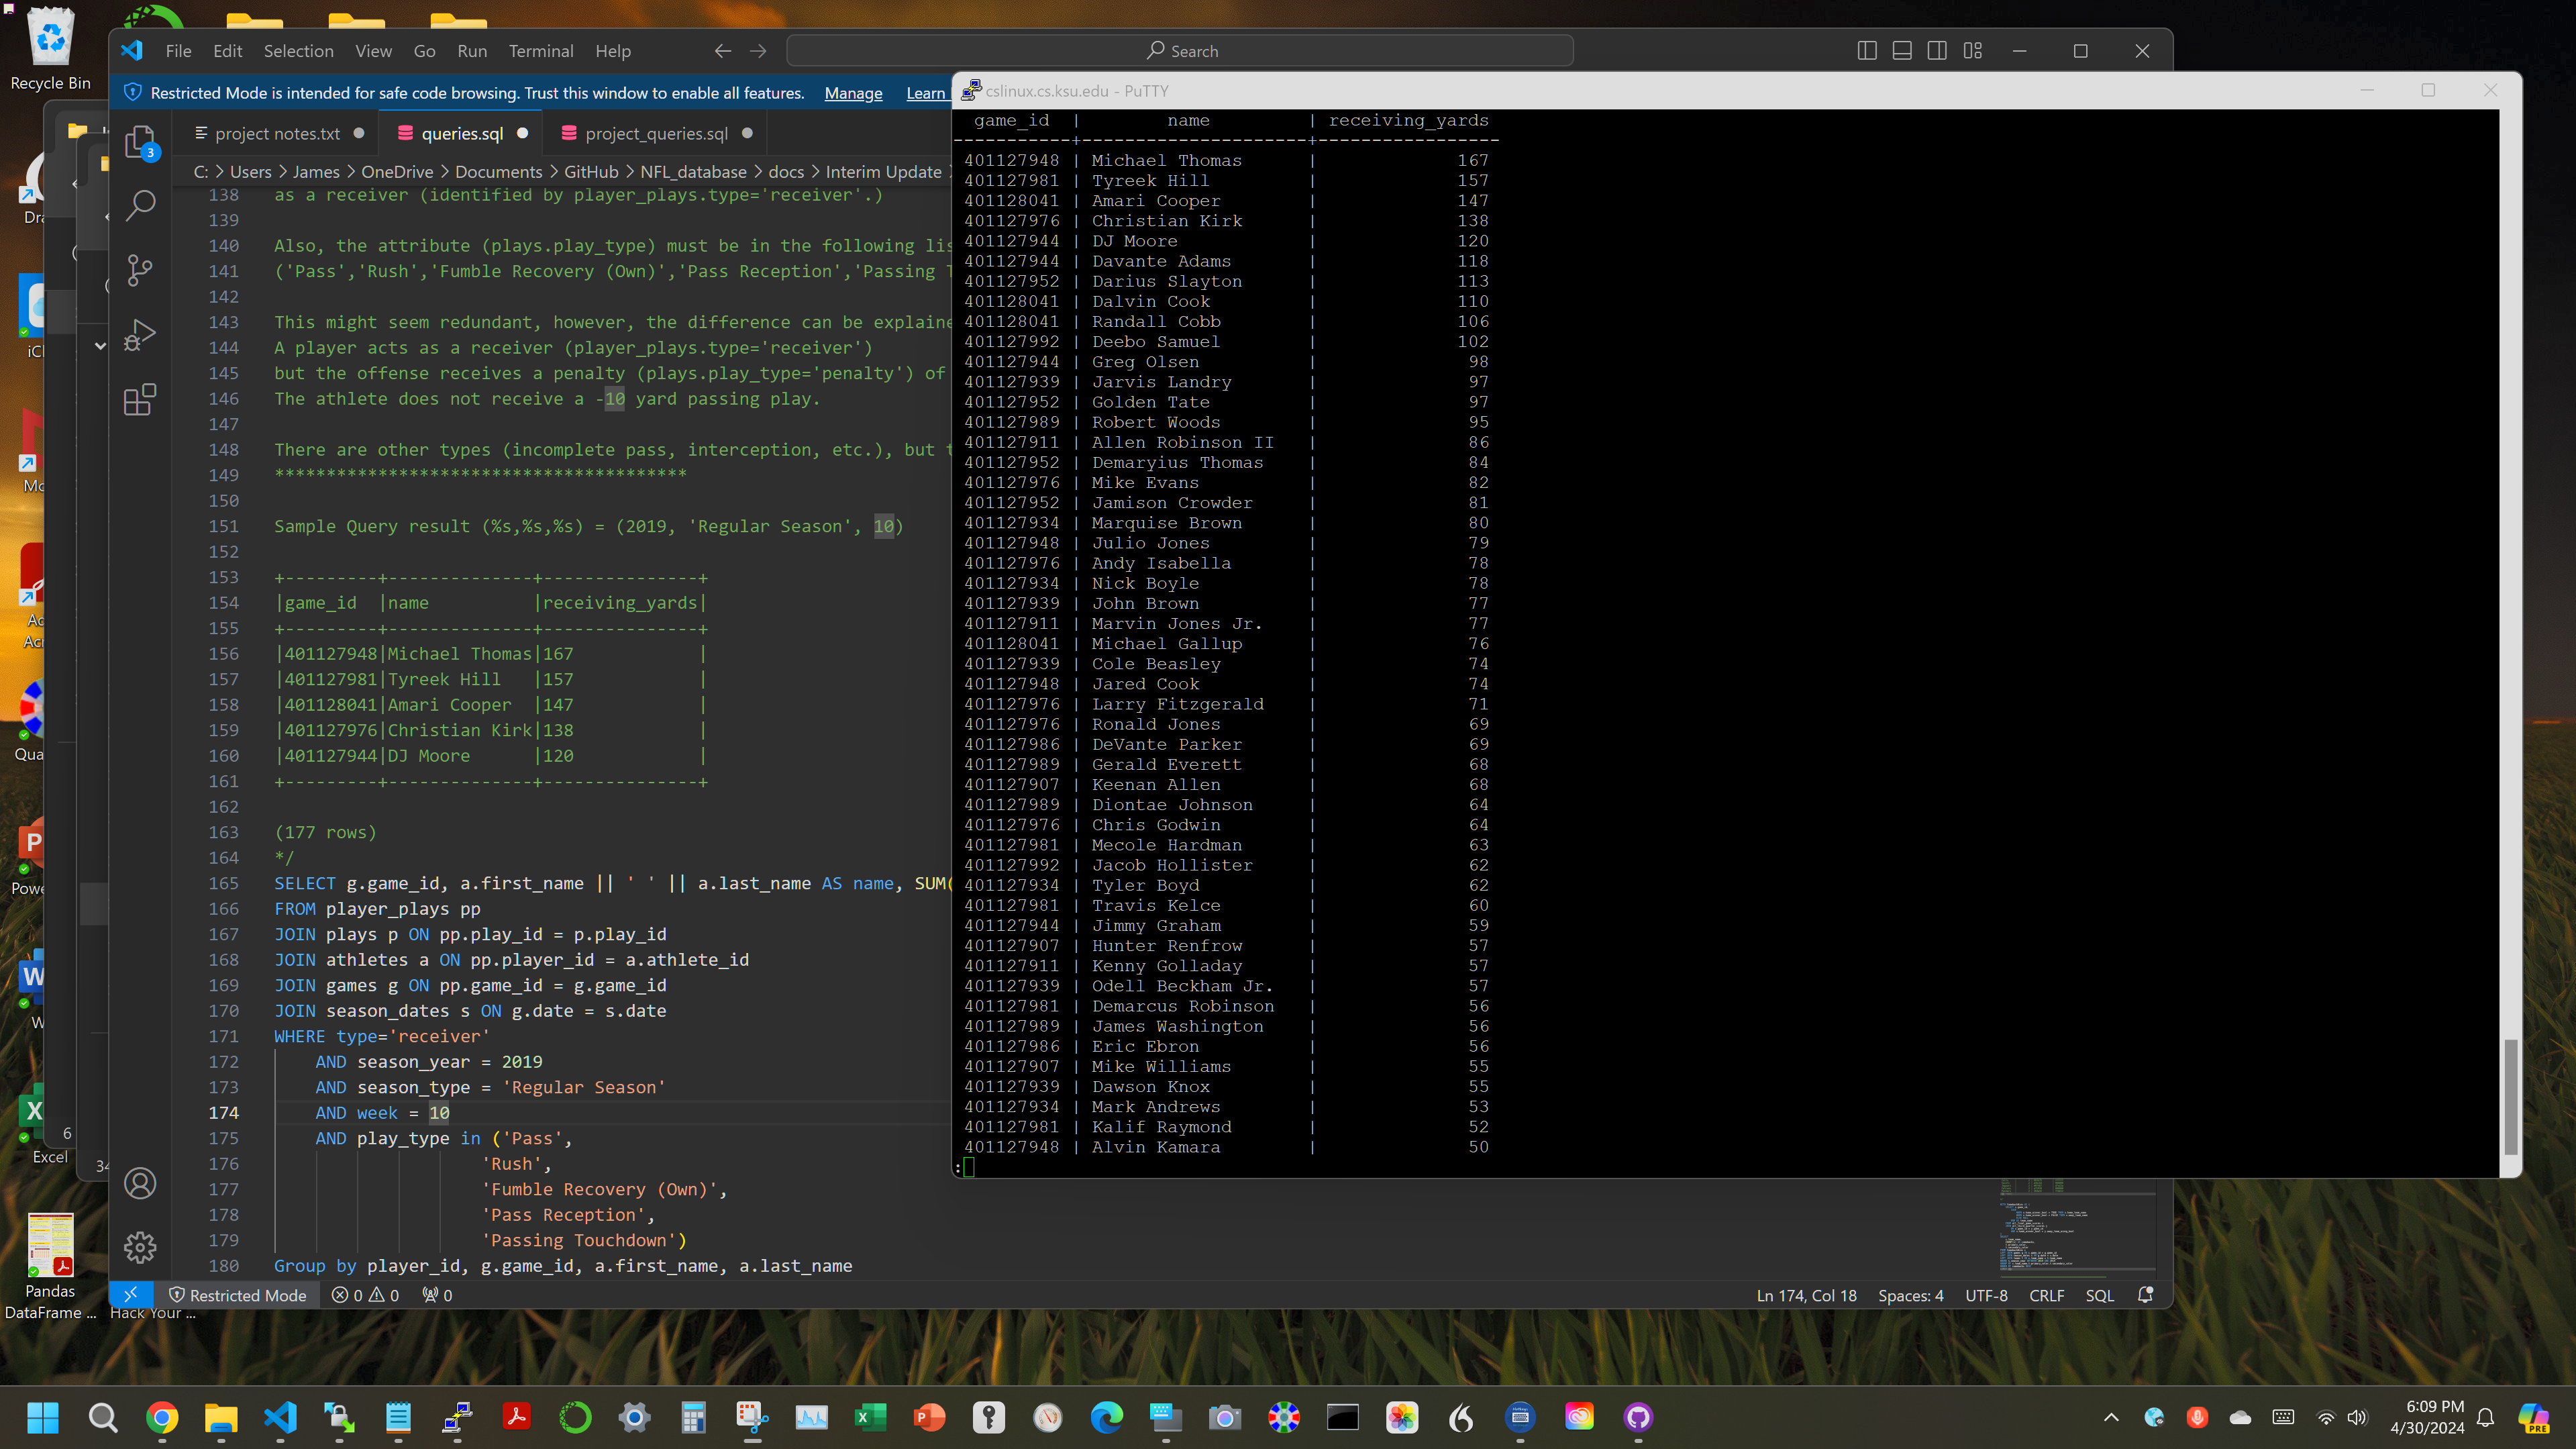 Recycle Bin
File Edit Selection View Go Run Terminal Help
Search
Restricted Mode is intended for safe code browsing. Trust this window to enable all features. Manage Learn
project notes.txt
queries.sql
project_queries.sql
3
C: > Users > James > OneDrive > Documents > GitHub > NFL_database > docs > Interim Update
138 as a receiver (identified by player_plays.type='receiver'.)
139
140 Also, the attribute (plays.play_type) must be in the following lis
141 ('Pass','Rush','Fumble Recovery (Own)','Pass Reception','Passing T
142
143 This might seem redundant, however, the difference can be explaine
144 A player acts as a receiver (player_plays.type='receiver')
145 but the offense receives a penalty (plays.play_type='penalty') of
146 The athlete does not receive a -10 yard passing play.
147
148 There are other types (incomplete pass, interception, etc.), but t
149 ****************************************
150
151 Sample Query result (%s,%s,%s) = (2019, 'Regular Season', 10)
152
153 +---------+--------------+---------------+
154 |game_id  |name          |receiving_yards|
155 +---------+--------------+---------------+
156 |401127948|Michael Thomas|167            |
157 |401127981|Tyreek Hill   |157            |
158 |401128041|Amari Cooper  |147            |
159 |401127976|Christian Kirk|138            |
160 |401127944|DJ Moore      |120            |
161 +---------+--------------+---------------+
162
163 (177 rows)
164 */
165 SELECT g.game_id, a.first_name || ' ' || a.last_name AS name, SUM(
166 FROM player_plays pp
167 JOIN plays p ON pp.play_id = p.play_id
168 JOIN athletes a ON pp.player_id = a.athlete_id
169 JOIN games g ON pp.game_id = g.game_id
170 JOIN season_dates s ON g.date = s.date
171 WHERE type='receiver'
172 AND season_year = 2019
173 AND season_type = 'Regular Season'
174 AND week = 10
175 AND play_type in ('Pass',
176 'Rush',
177 'Fumble Recovery (Own)',
178 'Pass Reception',
179 'Passing Touchdown')
180 Group by player_id, g.game_id, a.first_name, a.last_name
Restricted Mode 0 0 0
Ln 174, Col 18 Spaces: 4 UTF-8 CRLF SQL
cslinux.cs.ksu.edu - PuTTY
game_id | name | receiving_yards
-----------+----------------------+-----------------
401127948 | Michael Thomas | 167
401127981 | Tyreek Hill | 157
401128041 | Amari Cooper | 147
401127976 | Christian Kirk | 138
401127944 | DJ Moore | 120
401127944 | Davante Adams | 118
401127952 | Darius Slayton | 113
401128041 | Dalvin Cook | 110
401128041 | Randall Cobb | 106
401127992 | Deebo Samuel | 102
401127944 | Greg Olsen | 98
401127939 | Jarvis Landry | 97
401127952 | Golden Tate | 97
401127989 | Robert Woods | 95
401127911 | Allen Robinson II | 86
401127952 | Demaryius Thomas | 84
401127976 | Mike Evans | 82
401127952 | Jamison Crowder | 81
401127934 | Marquise Brown | 80
401127948 | Julio Jones | 79
401127976 | Andy Isabella | 78
401127934 | Nick Boyle | 78
401127939 | John Brown | 77
401127911 | Marvin Jones Jr. | 77
401128041 | Michael Gallup | 76
401127939 | Cole Beasley | 74
401127948 | Jared Cook | 74
401127976 | Larry Fitzgerald | 71
401127976 | Ronald Jones | 69
401127986 | DeVante Parker | 69
401127989 | Gerald Everett | 68
401127907 | Keenan Allen | 68
401127989 | Diontae Johnson | 64
401127976 | Chris Godwin | 64
401127981 | Mecole Hardman | 63
401127992 | Jacob Hollister | 62
401127934 | Tyler Boyd | 62
401127981 | Travis Kelce | 60
401127944 | Jimmy Graham | 59
401127907 | Hunter Renfrow | 57
401127911 | Kenny Golladay | 57
401127939 | Odell Beckham Jr. | 57
401127981 | Demarcus Robinson | 56
401127989 | James Washington | 56
401127986 | Eric Ebron | 56
401127907 | Mike Williams | 55
401127939 | Dawson Knox | 55
401127934 | Mark Andrews | 53
401127981 | Kalif Raymond | 52
401127948 | Alvin Kamara | 50
:
Dra
iCl
Mo
Ac
Acr
Qua
Powe
W
6
34
Excel
Pandas
DataFrame ...
Hack Your ...
6:09 PM
4/30/2024
PRE